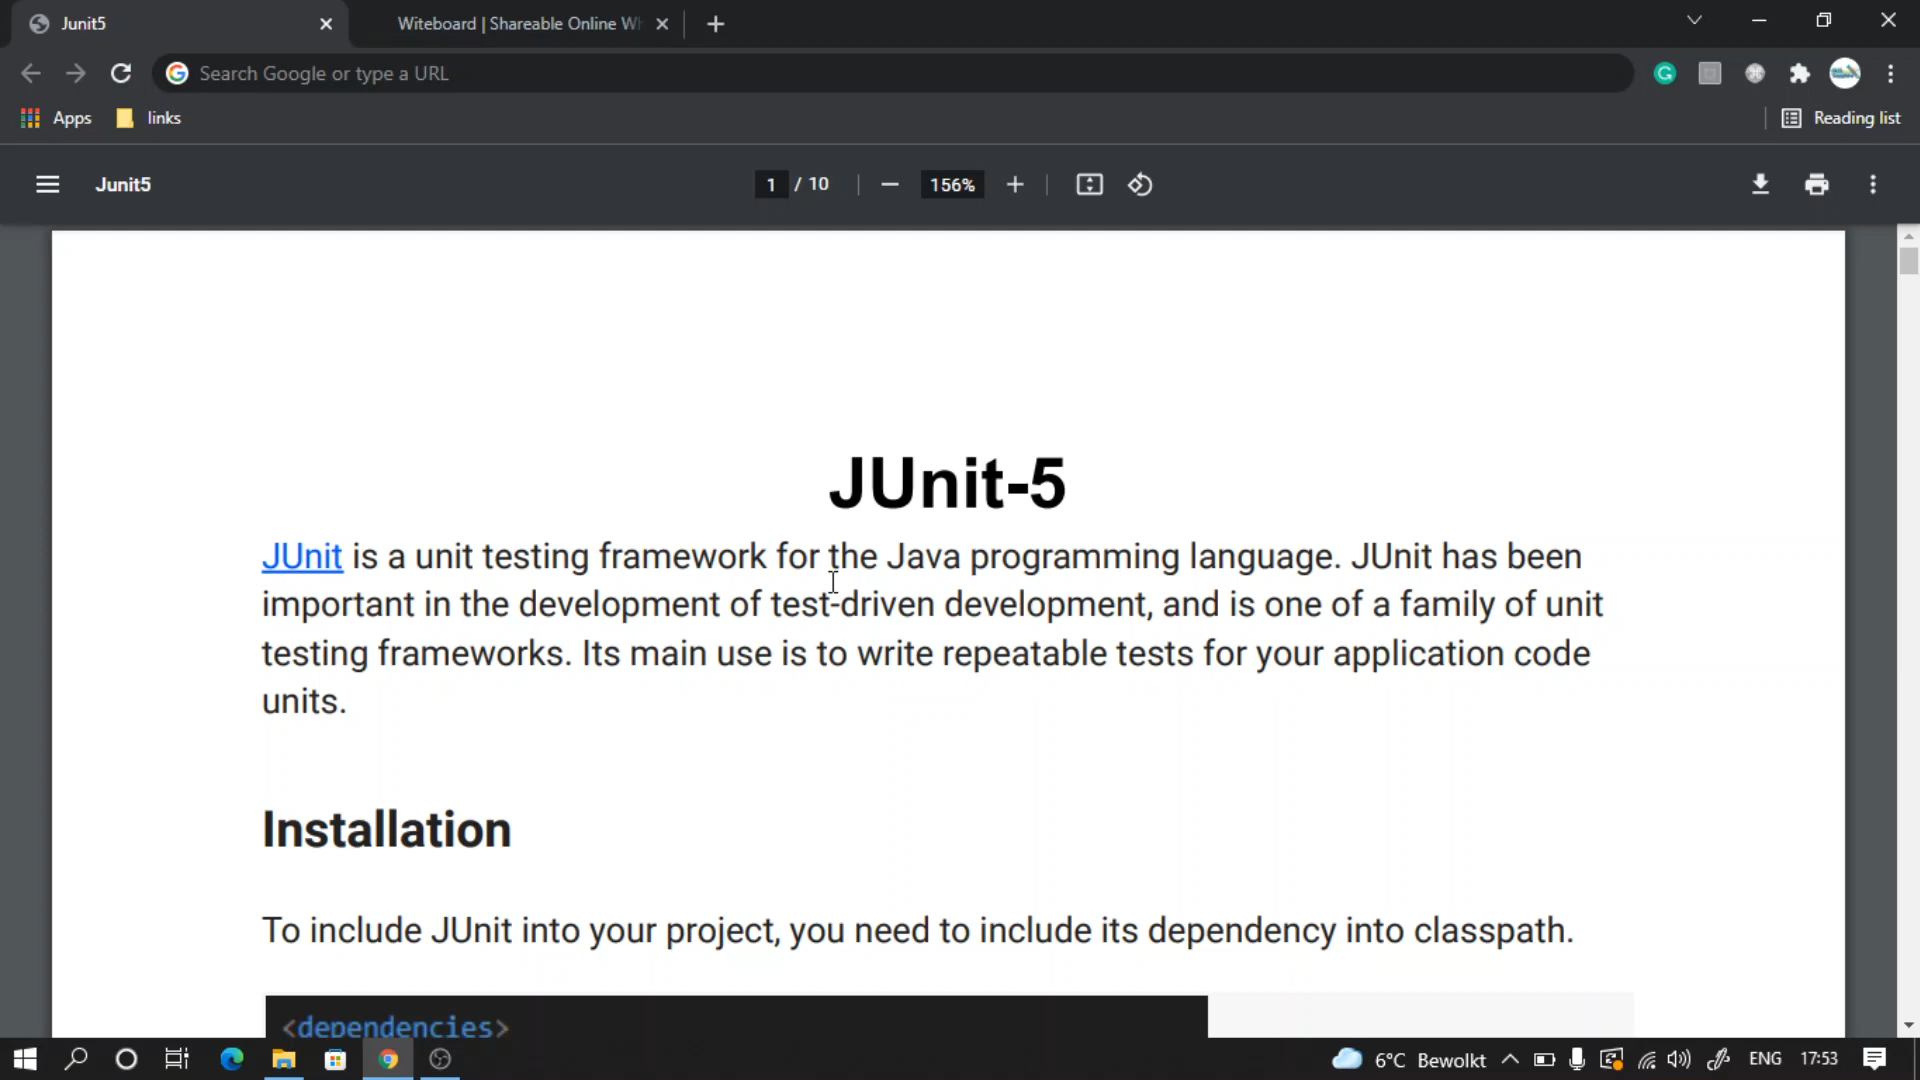 Junit5
Witeboard | Shareable Online Wh
Search Google or type a URL
Apps
links
Reading list
Junit5
1 / 10
156%
JUnit-5
JUnit is a unit testing framework for the Java programming language. JUnit has been
important in the development of test-driven development, and is one of a family of unit
testing frameworks. Its main use is to write repeatable tests for your application code
units.
Installation
To include JUnit into your project, you need to include its dependency into classpath.
<dependencies>
6°C Bewolkt
ENG
17:53